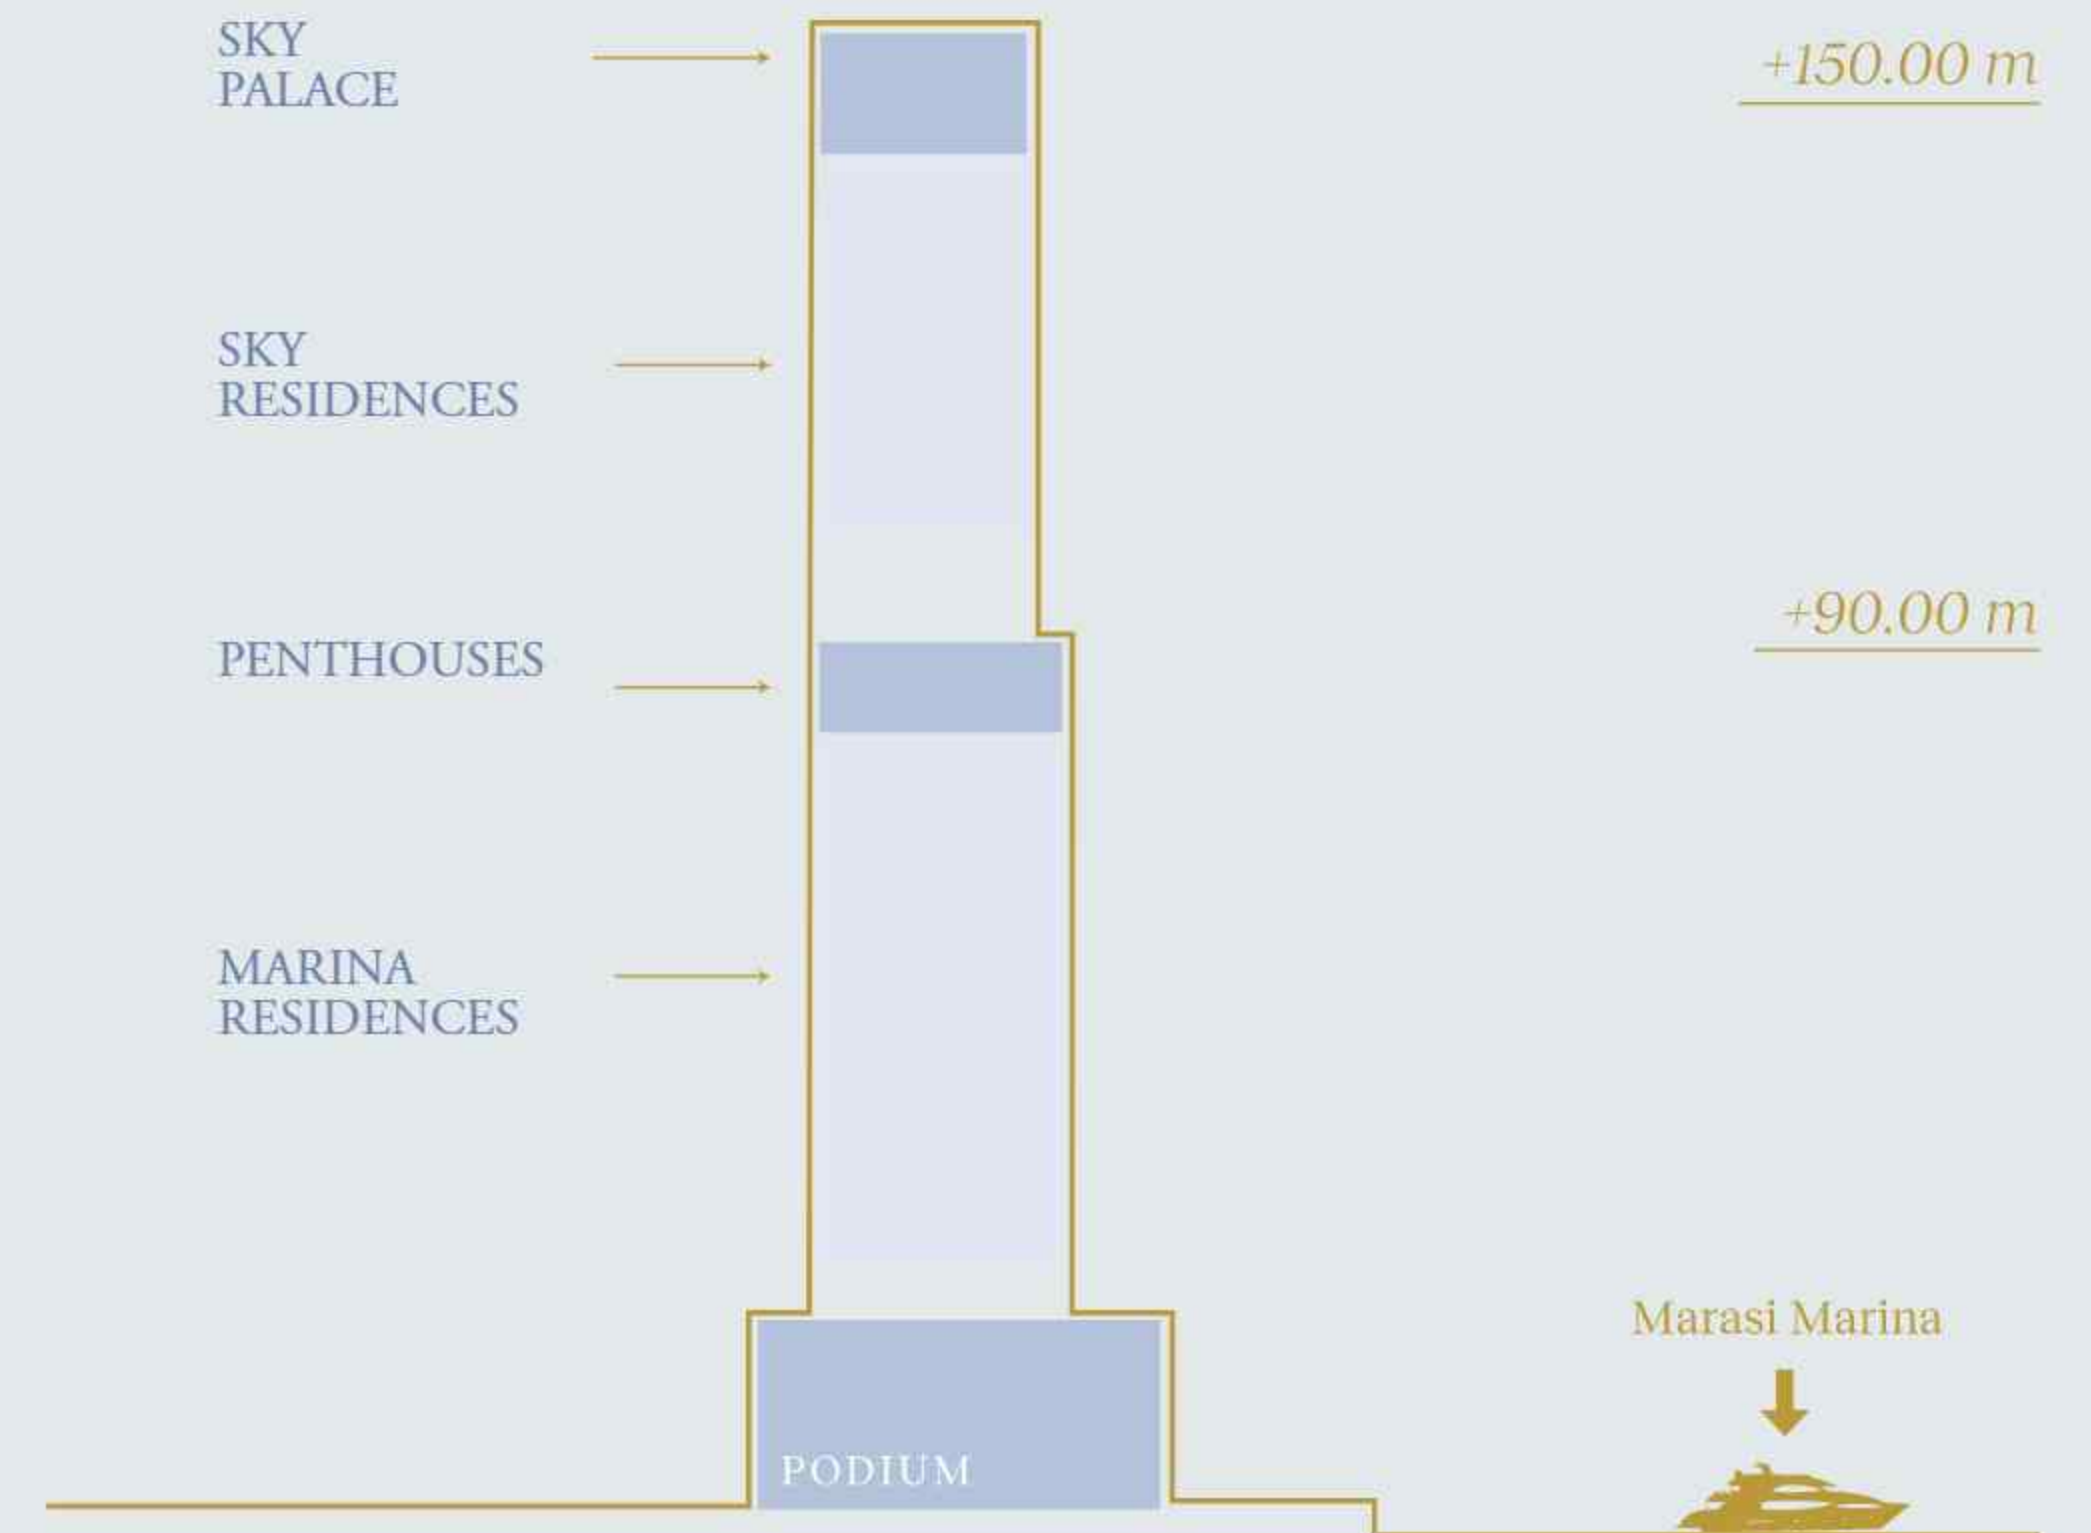 SKY
PALACE
+150.00 m
SKY
RESIDENCES
+90.00 m
PENTHOUSES
MARINA
RESIDENCES
Marasi Marina
PODIUM